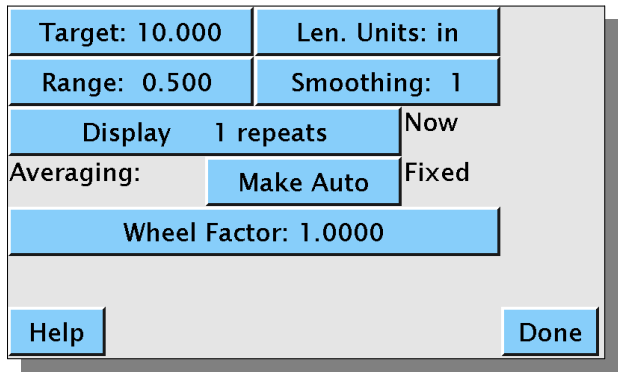 Target: 10.000 Len. Units: in
Range: 0.500 Smoothing: 1
Display 1 repeats Now
Averaging: Make Auto Fixed
Wheel Factor: 1.0000
Help Done